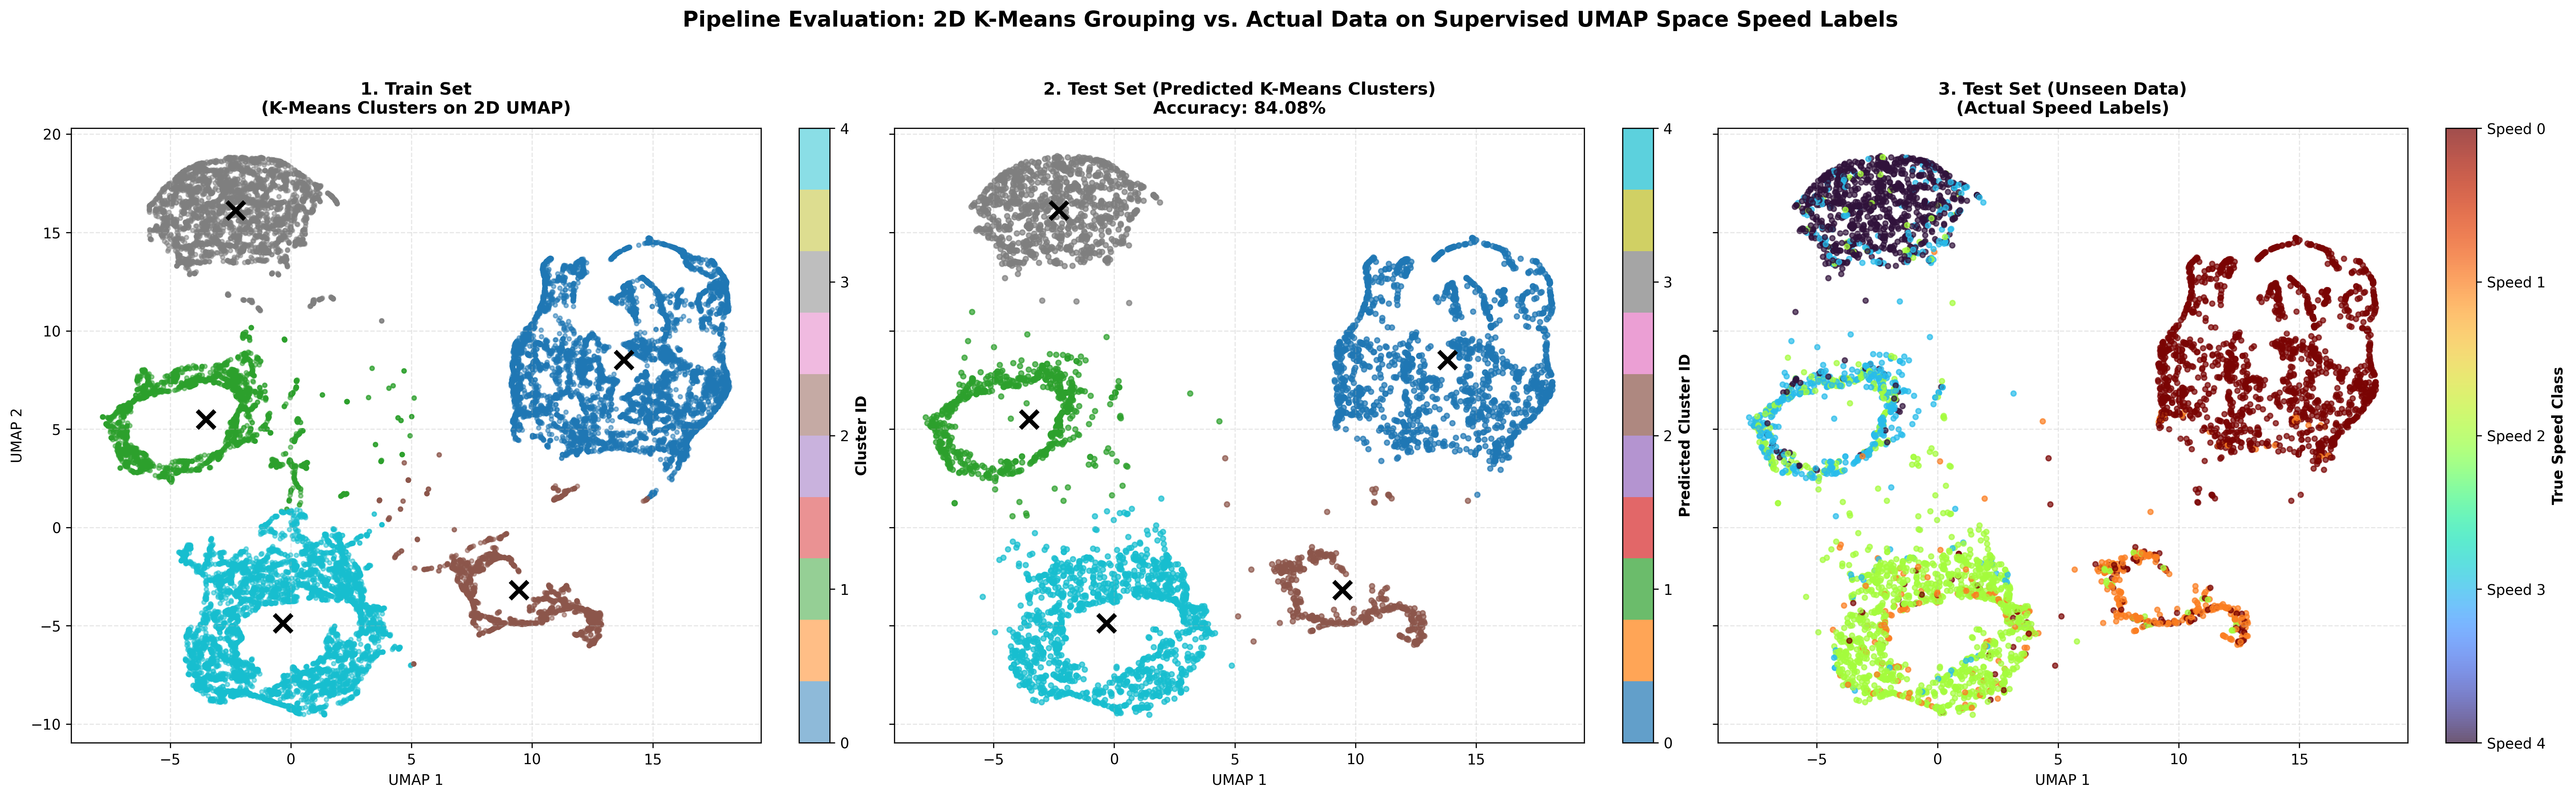 Pipeline Evaluation: 2D K-Means Grouping vs. Actual Data on Supervised UMAP Space Speed Labels
1. Train Set
(K-Means Clusters on 2D UMAP)
20
15
10
5
0
−5
−10
UMAP 2
−5
0
5
10
15
UMAP 1
4
3
2
1
0
Cluster ID
2. Test Set (Predicted K-Means Clusters)
Accuracy: 84.08%
−5
0
5
10
15
UMAP 1
4
3
2
1
0
Predicted Cluster ID
3. Test Set (Unseen Data)
(Actual Speed Labels)
−5
0
5
10
15
UMAP 1
Speed 0
Speed 1
Speed 2
Speed 3
Speed 4
True Speed Class